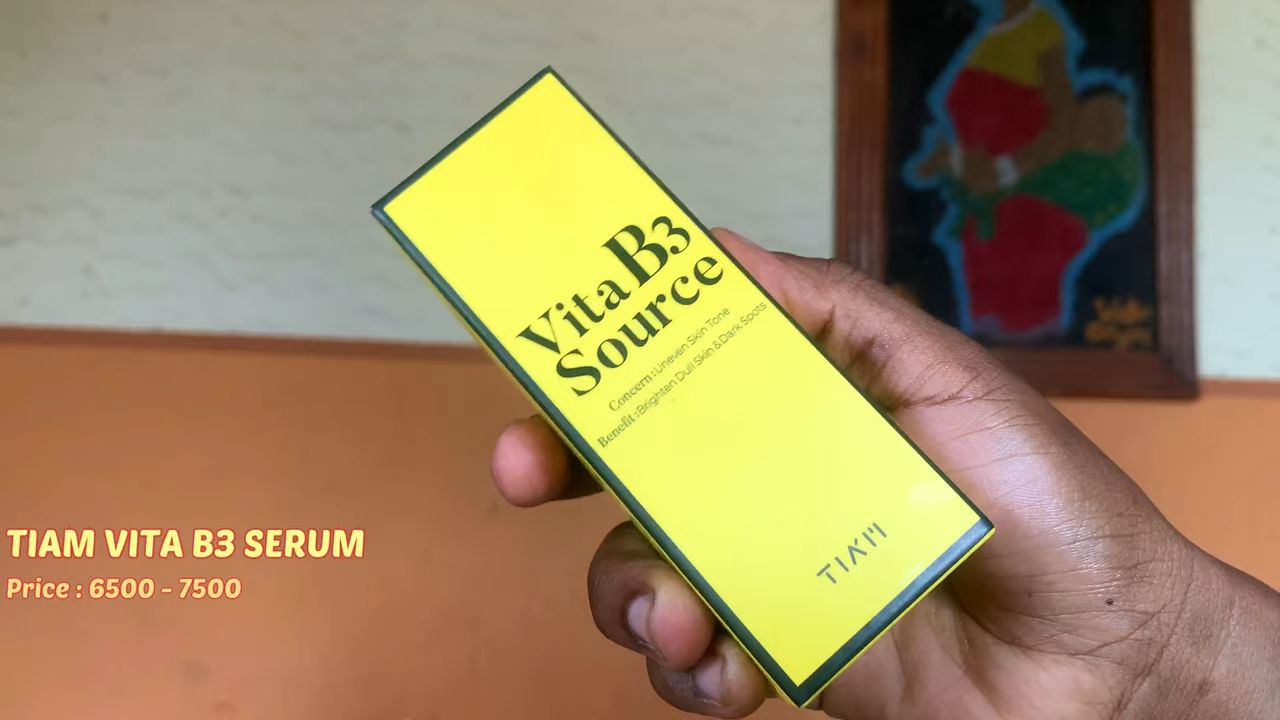 Vita B3
Source
Concern : Uneven Skin Tone
Benefit : Brighten Dull Skin & Dark Spots
TIA'M
TIAM VITA B3 SERUM
Price : 6500 - 7500